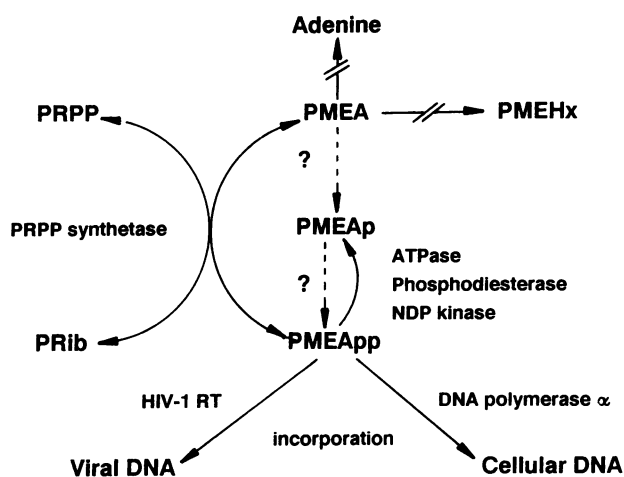 Adenine
PRPP
PMEA
PMEHx
?
PRPP synthetase
PMEAp
ATPase
?
Phosphodiesterase
NDP kinase
PRib
PMEApp
HIV-1 RT
DNA polymerase α
incorporation
Viral DNA
Cellular DNA